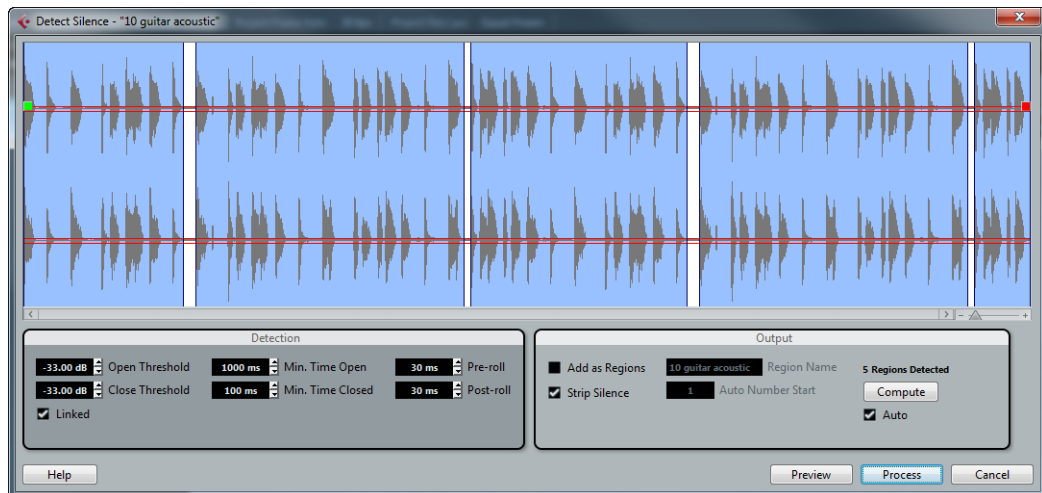 Detect Silence - "10 guitar acoustic"
Detection
-33.00 dB Open Threshold 1000 ms Min. Time Open 30 ms Pre-roll
-33.00 dB Close Threshold 100 ms Min. Time Closed 30 ms Post-roll
Linked
Output
Add as Regions 10 guitar acoustic Region Name 5 Regions Detected
Strip Silence 1 Auto Number Start Compute
Auto
Help Preview Process Cancel